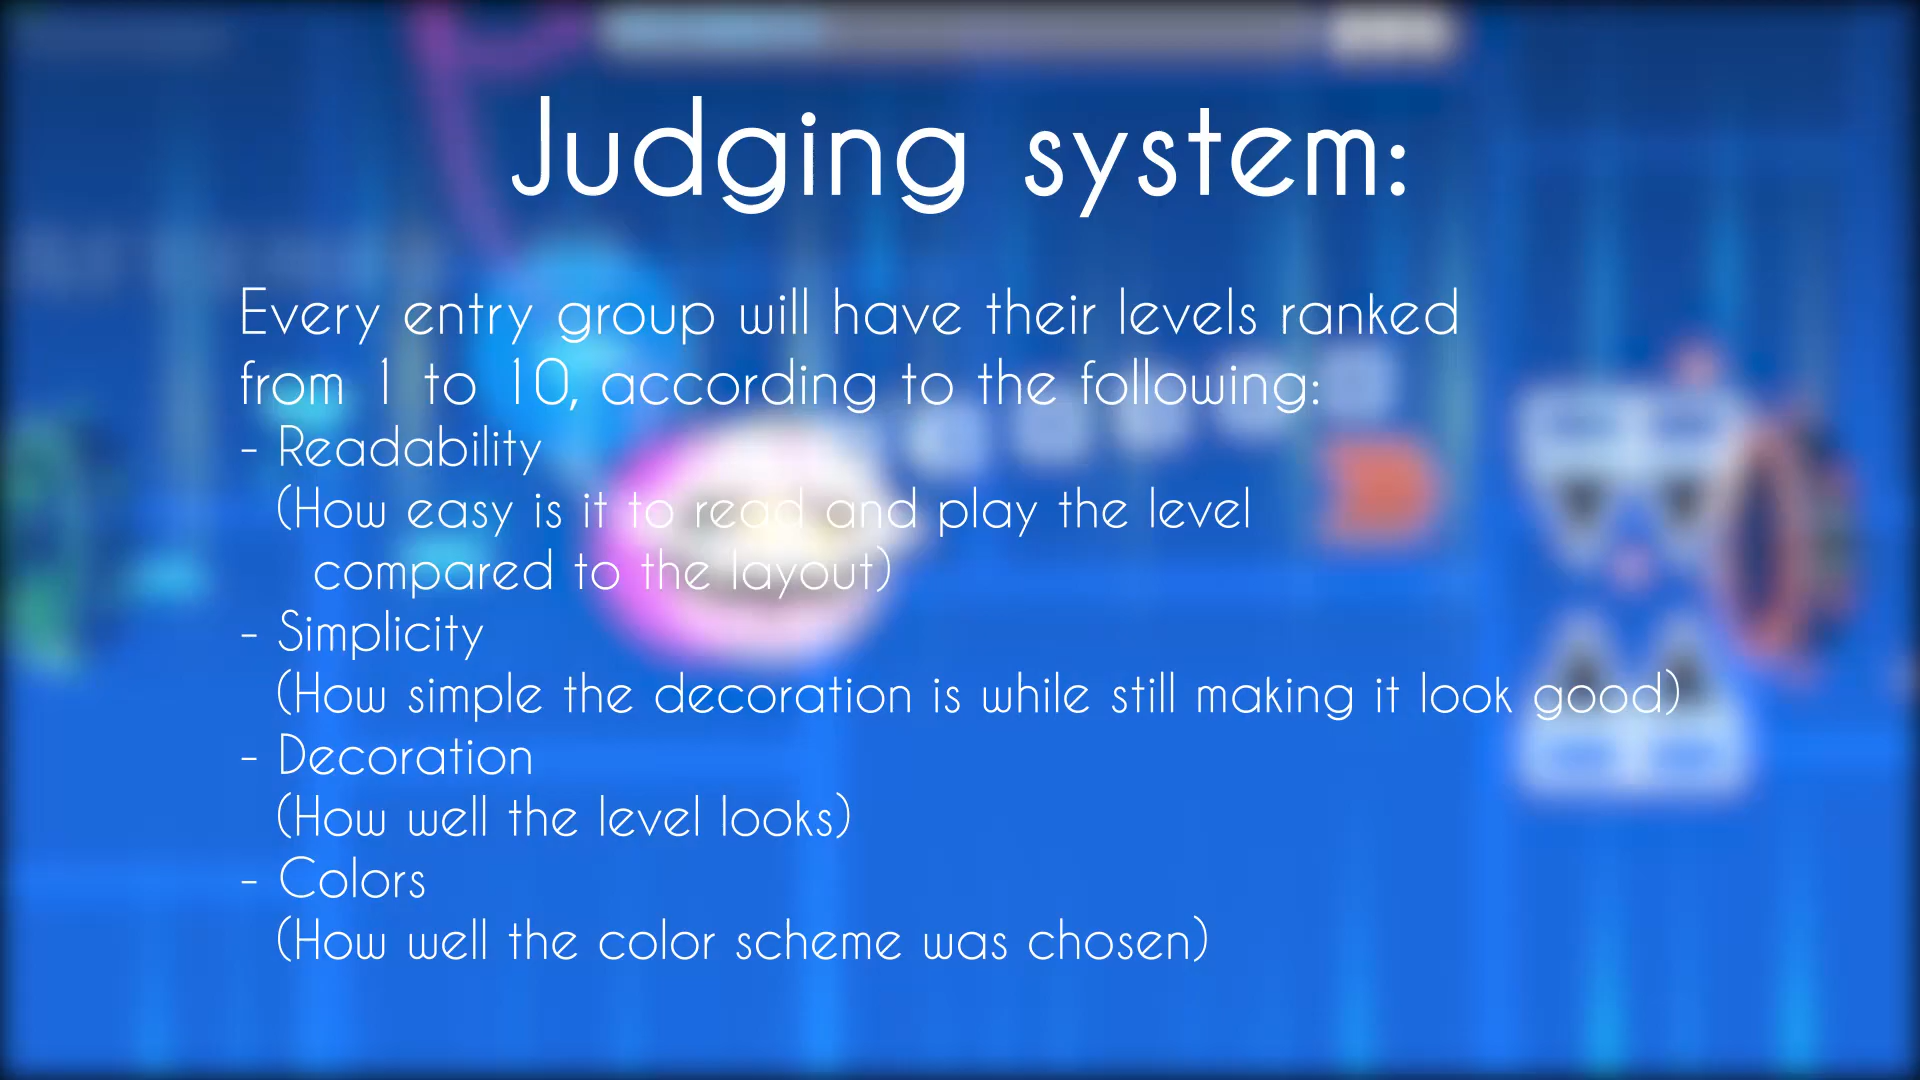 Judging system:
Every entry group will have their levels ranked
from 1 to 10, according to the following:
- Readability
(How easy is it to read and play the level
compared to the layout)
- Simplicity
(How simple the decoration is while still making it look good)
- Decoration
(How well the level looks)
- Colors
(How well the color scheme was chosen)